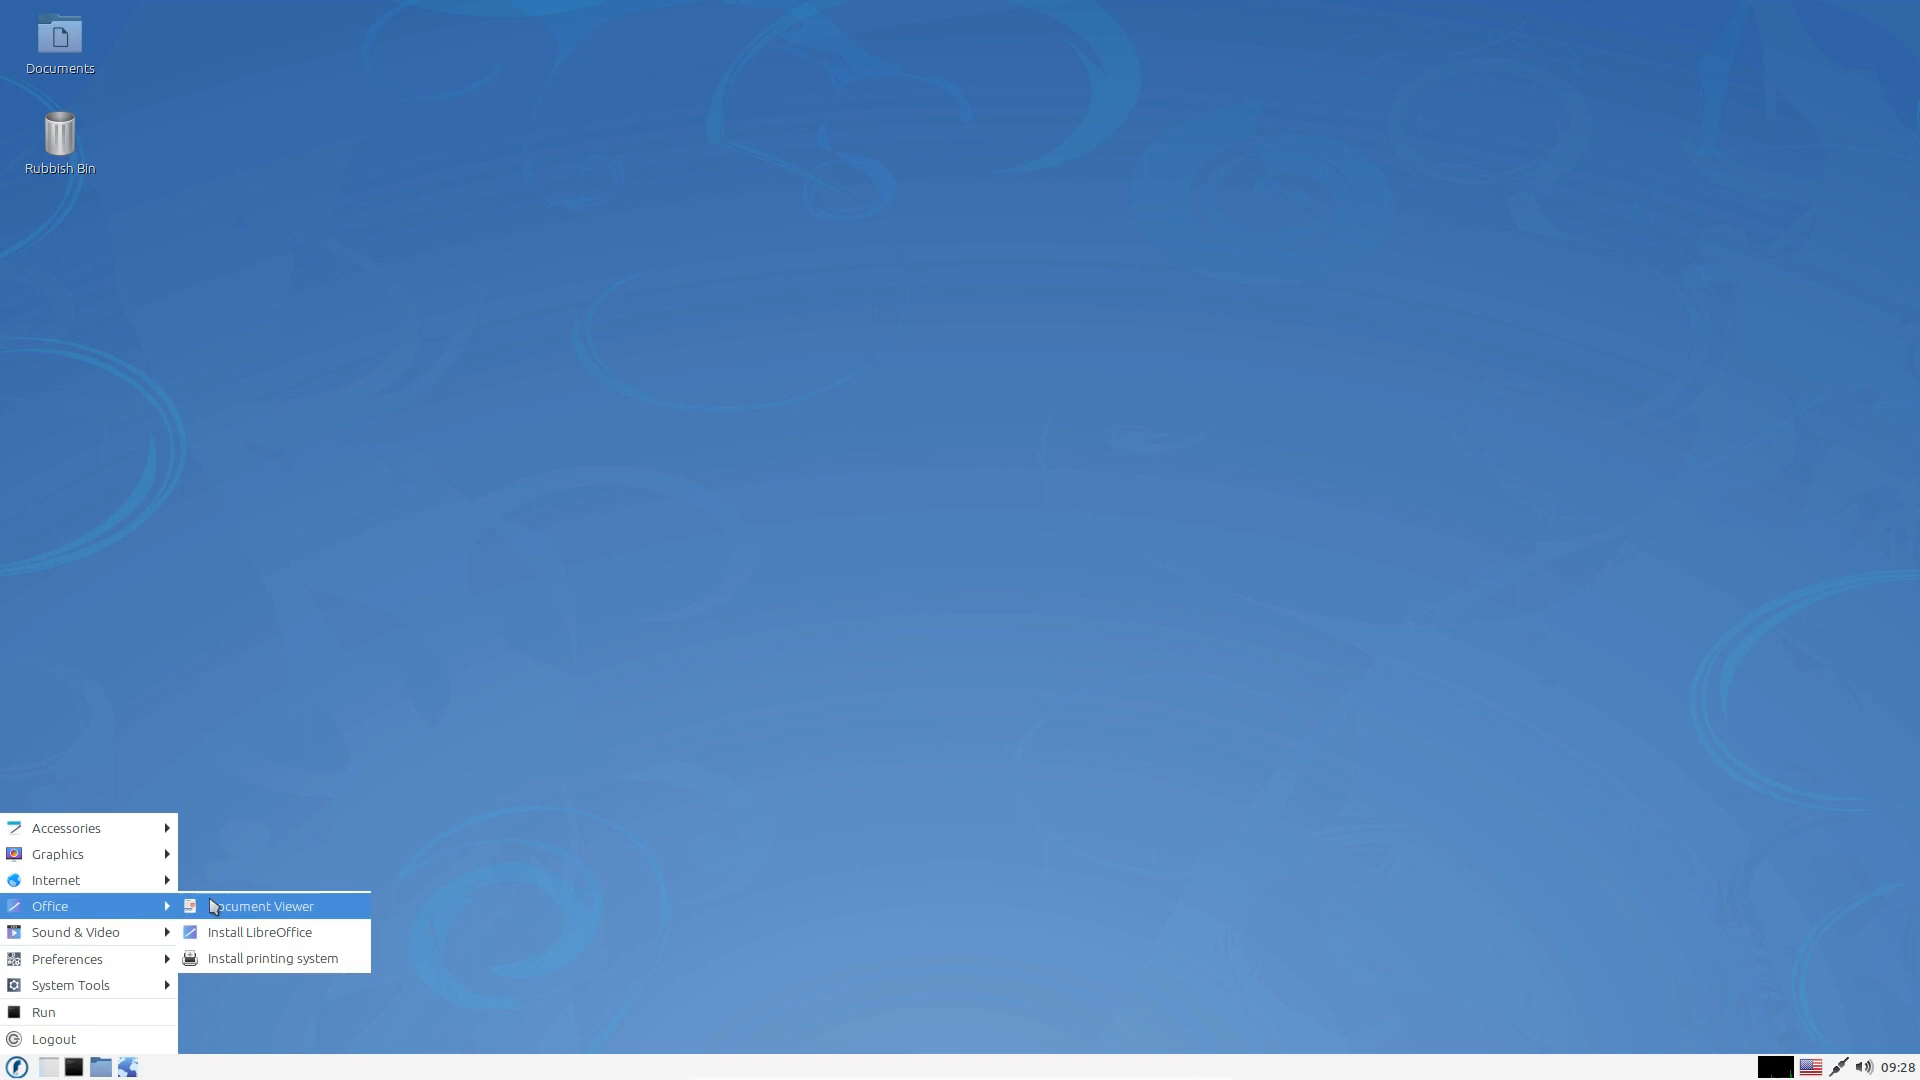 Documents
Rubbish Bin
Accessories
Graphics
Internet
Office
Sound & Video
Preferences
System Tools
Run
Logout
Document Viewer
Install LibreOffice
Install printing system
09:28